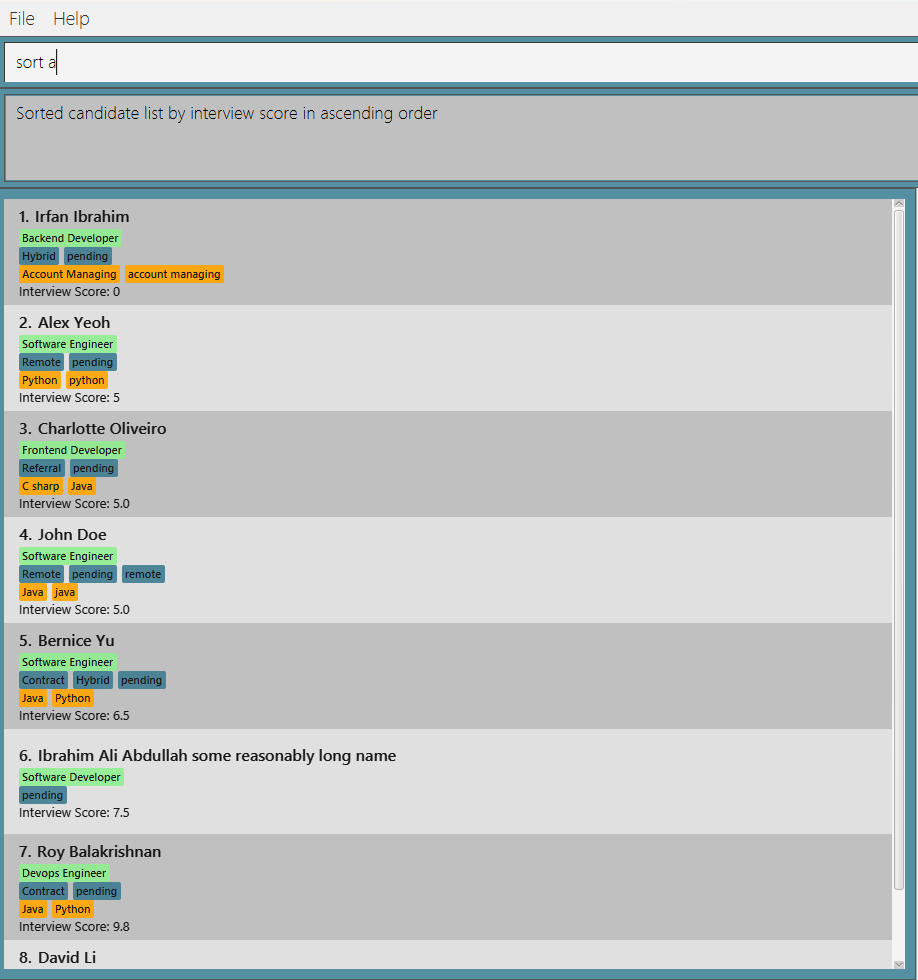 File Help
sort a
Sorted candidate list by interview score in ascending order
1. Irfan Ibrahim
Backend Developer
Hybrid pending
Account Managing account managing
Interview Score: 0
2. Alex Yeoh
Software Engineer
Remote pending
Python python
Interview Score: 5
3. Charlotte Oliveiro
Frontend Developer
Referral pending
C sharp Java
Interview Score: 5.0
4. John Doe
Software Engineer
Remote pending remote
Java java
Interview Score: 5.0
5. Bernice Yu
Software Engineer
Contract Hybrid pending
Java Python
Interview Score: 6.5
6. Ibrahim Ali Abdullah some reasonably long name
Software Developer
pending
Interview Score: 7.5
7. Roy Balakrishnan
Devops Engineer
Contract pending
Java Python
Interview Score: 9.8
8. David Li